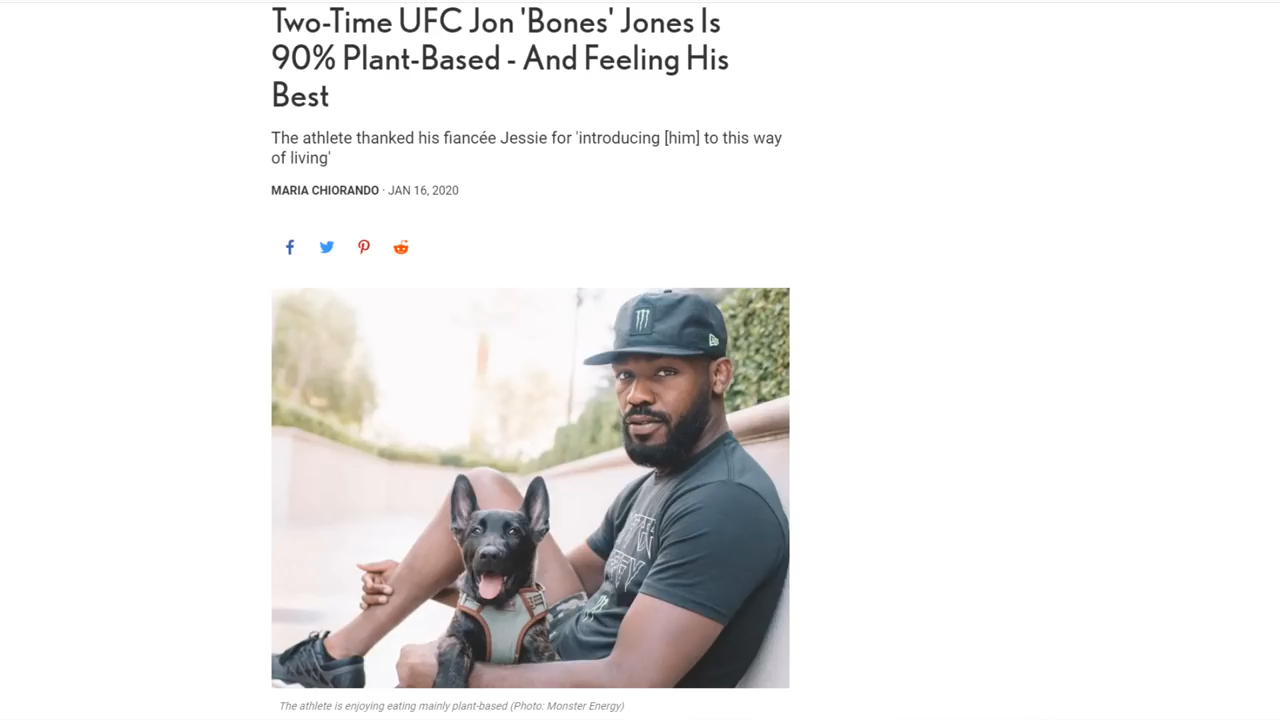 Two-Time UFC Jon 'Bones' Jones Is
90% Plant-Based - And Feeling His
Best
The athlete thanked his fiancée Jessie for 'introducing [him] to this way
of living'
MARIA CHIORANDO · JAN 16, 2020
The athlete is enjoying eating mainly plant-based (Photo: Monster Energy)